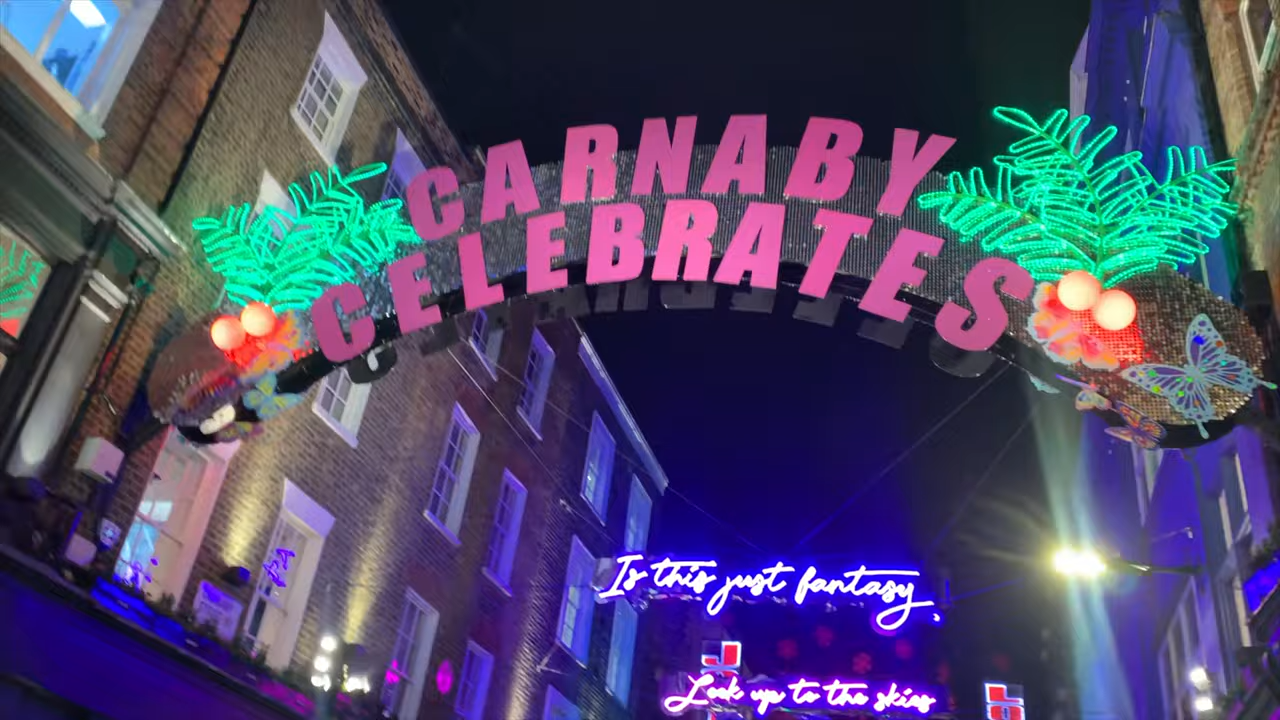 CARNABY
CELEBRATES
Is this just fantasy,
Look up to the skies